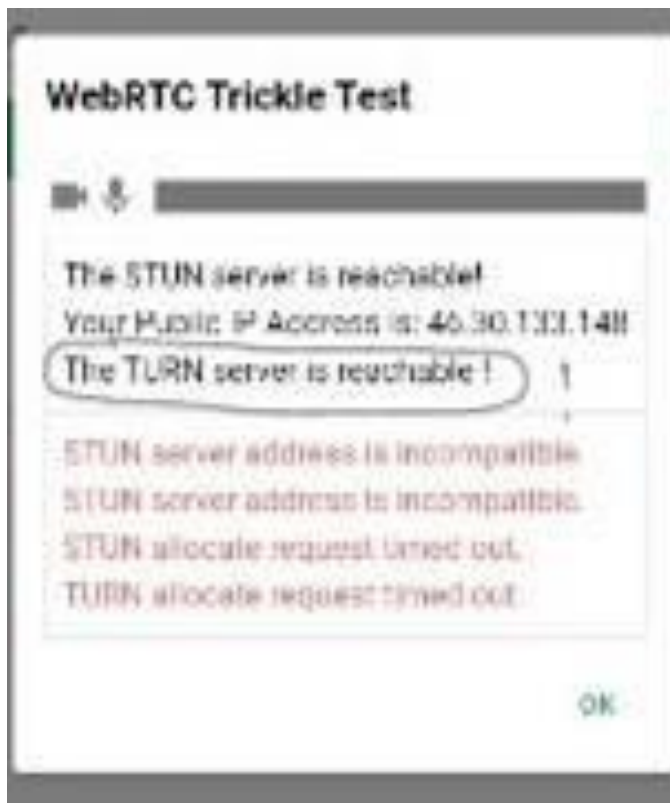 WebRTC Trickle Test
The STUN server is reachable!
Your Public IP Address is: 46.30.133.148
The TURN server is reachable !
STUN server address is incompatible.
STUN server address is incompatible.
STUN allocate request timed out.
TURN allocate request timed out.
OK